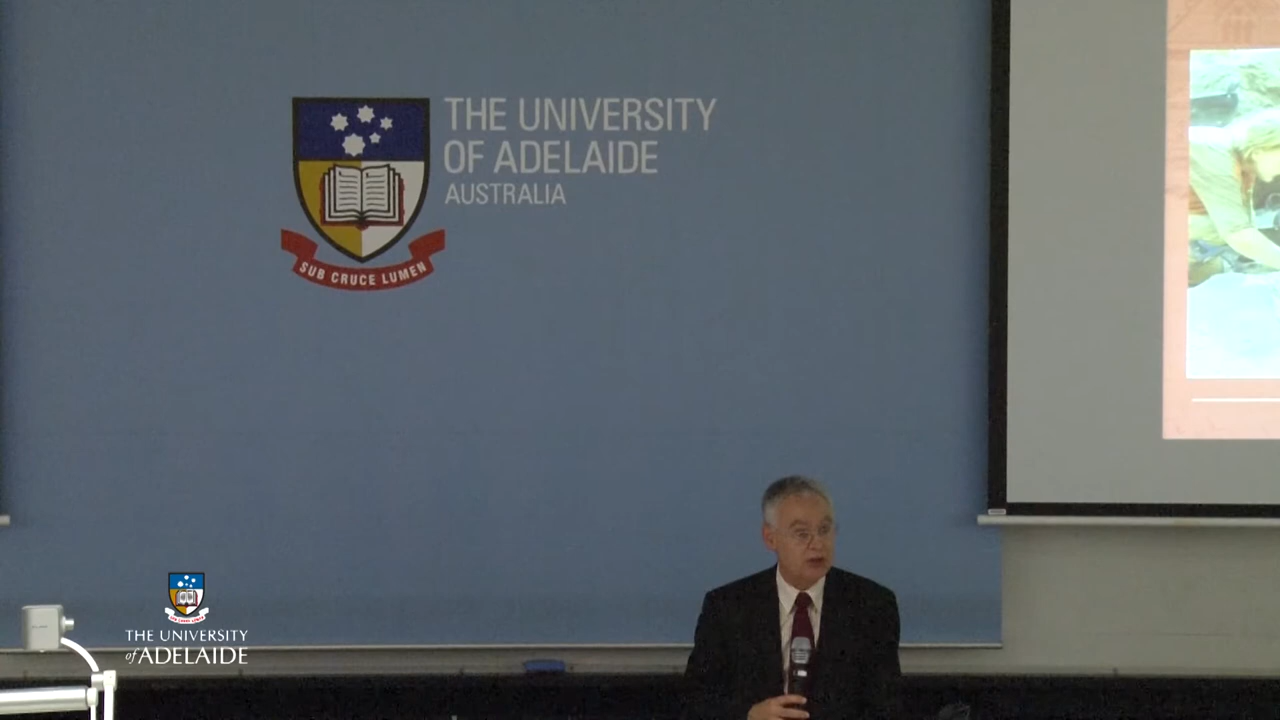 THE UNIVERSITY
OF ADELAIDE
AUSTRALIA
SUB CRUCE LUMEN
THE UNIVERSITY
of ADELAIDE